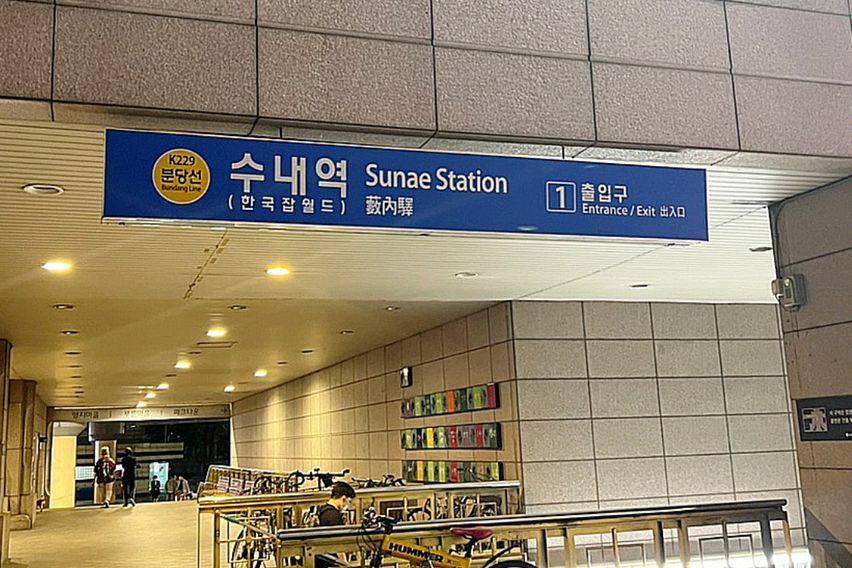 K229
분당선
Bundang Line
수내역
(한국잡월드)
Sunae Station
藪內驛
1
출입구
Entrance / Exit 出入口
HUMMER